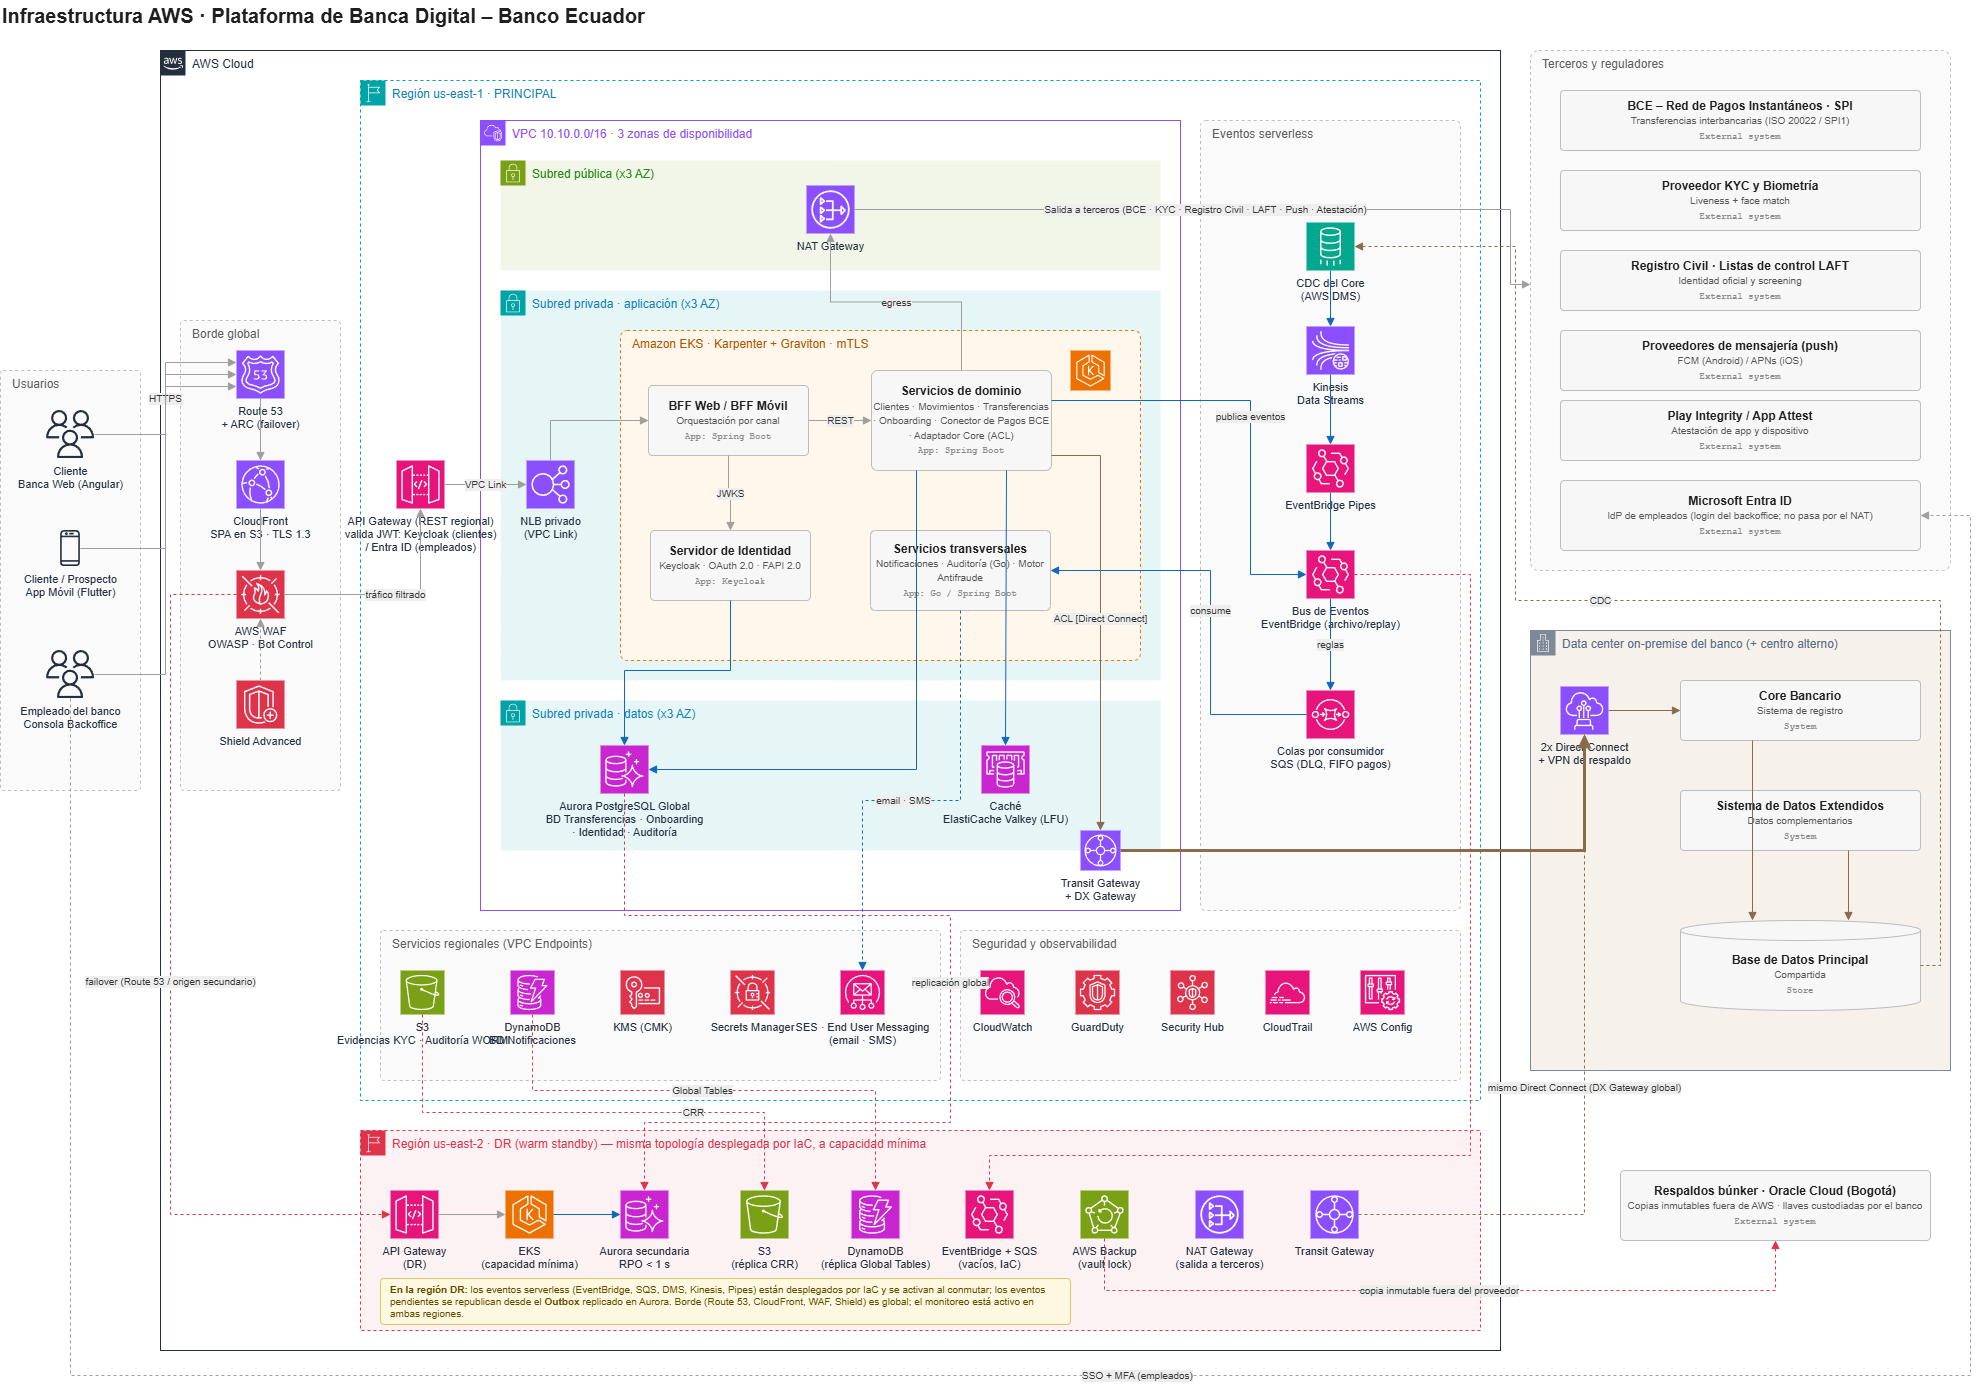 Infraestructura AWS · Plataforma de Banca Digital – Banco Ecuador
aws
AWS Cloud
Región us-east-1 · PRINCIPAL
VPC 10.10.0.0/16 · 3 zonas de disponibilidad
Subred pública (x3 AZ)
NAT Gateway
Salida a terceros (BCE · KYC · Registro Civil · LAFT · Push · Atestación)
egress
Subred privada · aplicación (x3 AZ)
Amazon EKS · Karpenter + Graviton · mTLS
BFF Web / BFF Móvil
Orquestación por canal
App: Spring Boot
REST
Servicios de dominio
Clientes · Movimientos · Transferencias
· Onboarding · Conector de Pagos BCE
· Adaptador Core (ACL)
App: Spring Boot
JWKS
Servidor de Identidad
Keycloak · OAuth 2.0 · FAPI 2.0
App: Keycloak
Servicios transversales
Notificaciones · Auditoría (Go) · Motor
Antifraude
App: Go / Spring Boot
ACL [Direct Connect]
Subred privada · datos (x3 AZ)
Aurora PostgreSQL Global
BD Transferencias · Onboarding
· Identidad · Auditoría
email · SMS
Caché
ElastiCache Valkey (LFU)
Transit Gateway
+ DX Gateway
Usuarios
Cliente
Banca Web (Angular)
Cliente / Prospecto
App Móvil (Flutter)
Empleado del banco
Consola Backoffice
HTTPS
Borde global
53
Route 53
+ ARC (failover)
CloudFront
SPA en S3 · TLS 1.3
AWS WAF
OWASP · Bot Control
Shield Advanced
tráfico filtrado
API Gateway (REST regional)
valida JWT: Keycloak (clientes)
/ Entra ID (empleados)
VPC Link
NLB privado
(VPC Link)
Eventos serverless
CDC del Core
(AWS DMS)
Kinesis
Data Streams
publica eventos
EventBridge Pipes
Bus de Eventos
EventBridge (archivo/replay)
consume
reglas
Colas por consumidor
SQS (DLQ, FIFO pagos)
Terceros y reguladores
BCE – Red de Pagos Instantáneos · SPI
Transferencias interbancarias (ISO 20022 / SPI1)
External system
Proveedor KYC y Biometría
Liveness + face match
External system
Registro Civil · Listas de control LAFT
Identidad oficial y screening
External system
Proveedores de mensajería (push)
FCM (Android) / APNs (iOS)
External system
Play Integrity / App Attest
Atestación de app y dispositivo
External system
Microsoft Entra ID
IdP de empleados (login del backoffice; no pasa por el NAT)
External system
CDC
Data center on-premise del banco (+ centro alterno)
2x Direct Connect
+ VPN de respaldo
Core Bancario
Sistema de registro
System
Sistema de Datos Extendidos
Datos complementarios
System
Base de Datos Principal
Compartida
Store
mismo Direct Connect (DX Gateway global)
failover (Route 53 / origen secundario)
Servicios regionales (VPC Endpoints)
S3
Evidencias KYC · Auditoría WORM
DynamoDB
BD Notificaciones
KMS (CMK)
Secrets Manager
SES · End User Messaging
(email · SMS)
replicación global
Seguridad y observabilidad
CloudWatch
GuardDuty
Security Hub
CloudTrail
AWS Config
Global Tables
CRR
Región us-east-2 · DR (warm standby) — misma topología desplegada por IaC, a capacidad mínima
API Gateway
(DR)
EKS
(capacidad mínima)
Aurora secundaria
RPO < 1 s
S3
(réplica CRR)
DynamoDB
(réplica Global Tables)
EventBridge + SQS
(vacíos, IaC)
AWS Backup
(vault lock)
NAT Gateway
(salida a terceros)
Transit Gateway
En la región DR: los eventos serverless (EventBridge, SQS, DMS, Kinesis, Pipes) están desplegados por IaC y se activan al conmutar; los eventos
pendientes se republican desde el Outbox replicado en Aurora. Borde (Route 53, CloudFront, WAF, Shield) es global; el monitoreo está activo en
ambas regiones.
Respaldos búnker · Oracle Cloud (Bogotá)
Copias inmutables fuera de AWS · llaves custodiadas por el banco
External system
copia inmutable fuera del proveedor
SSO + MFA (empleados)